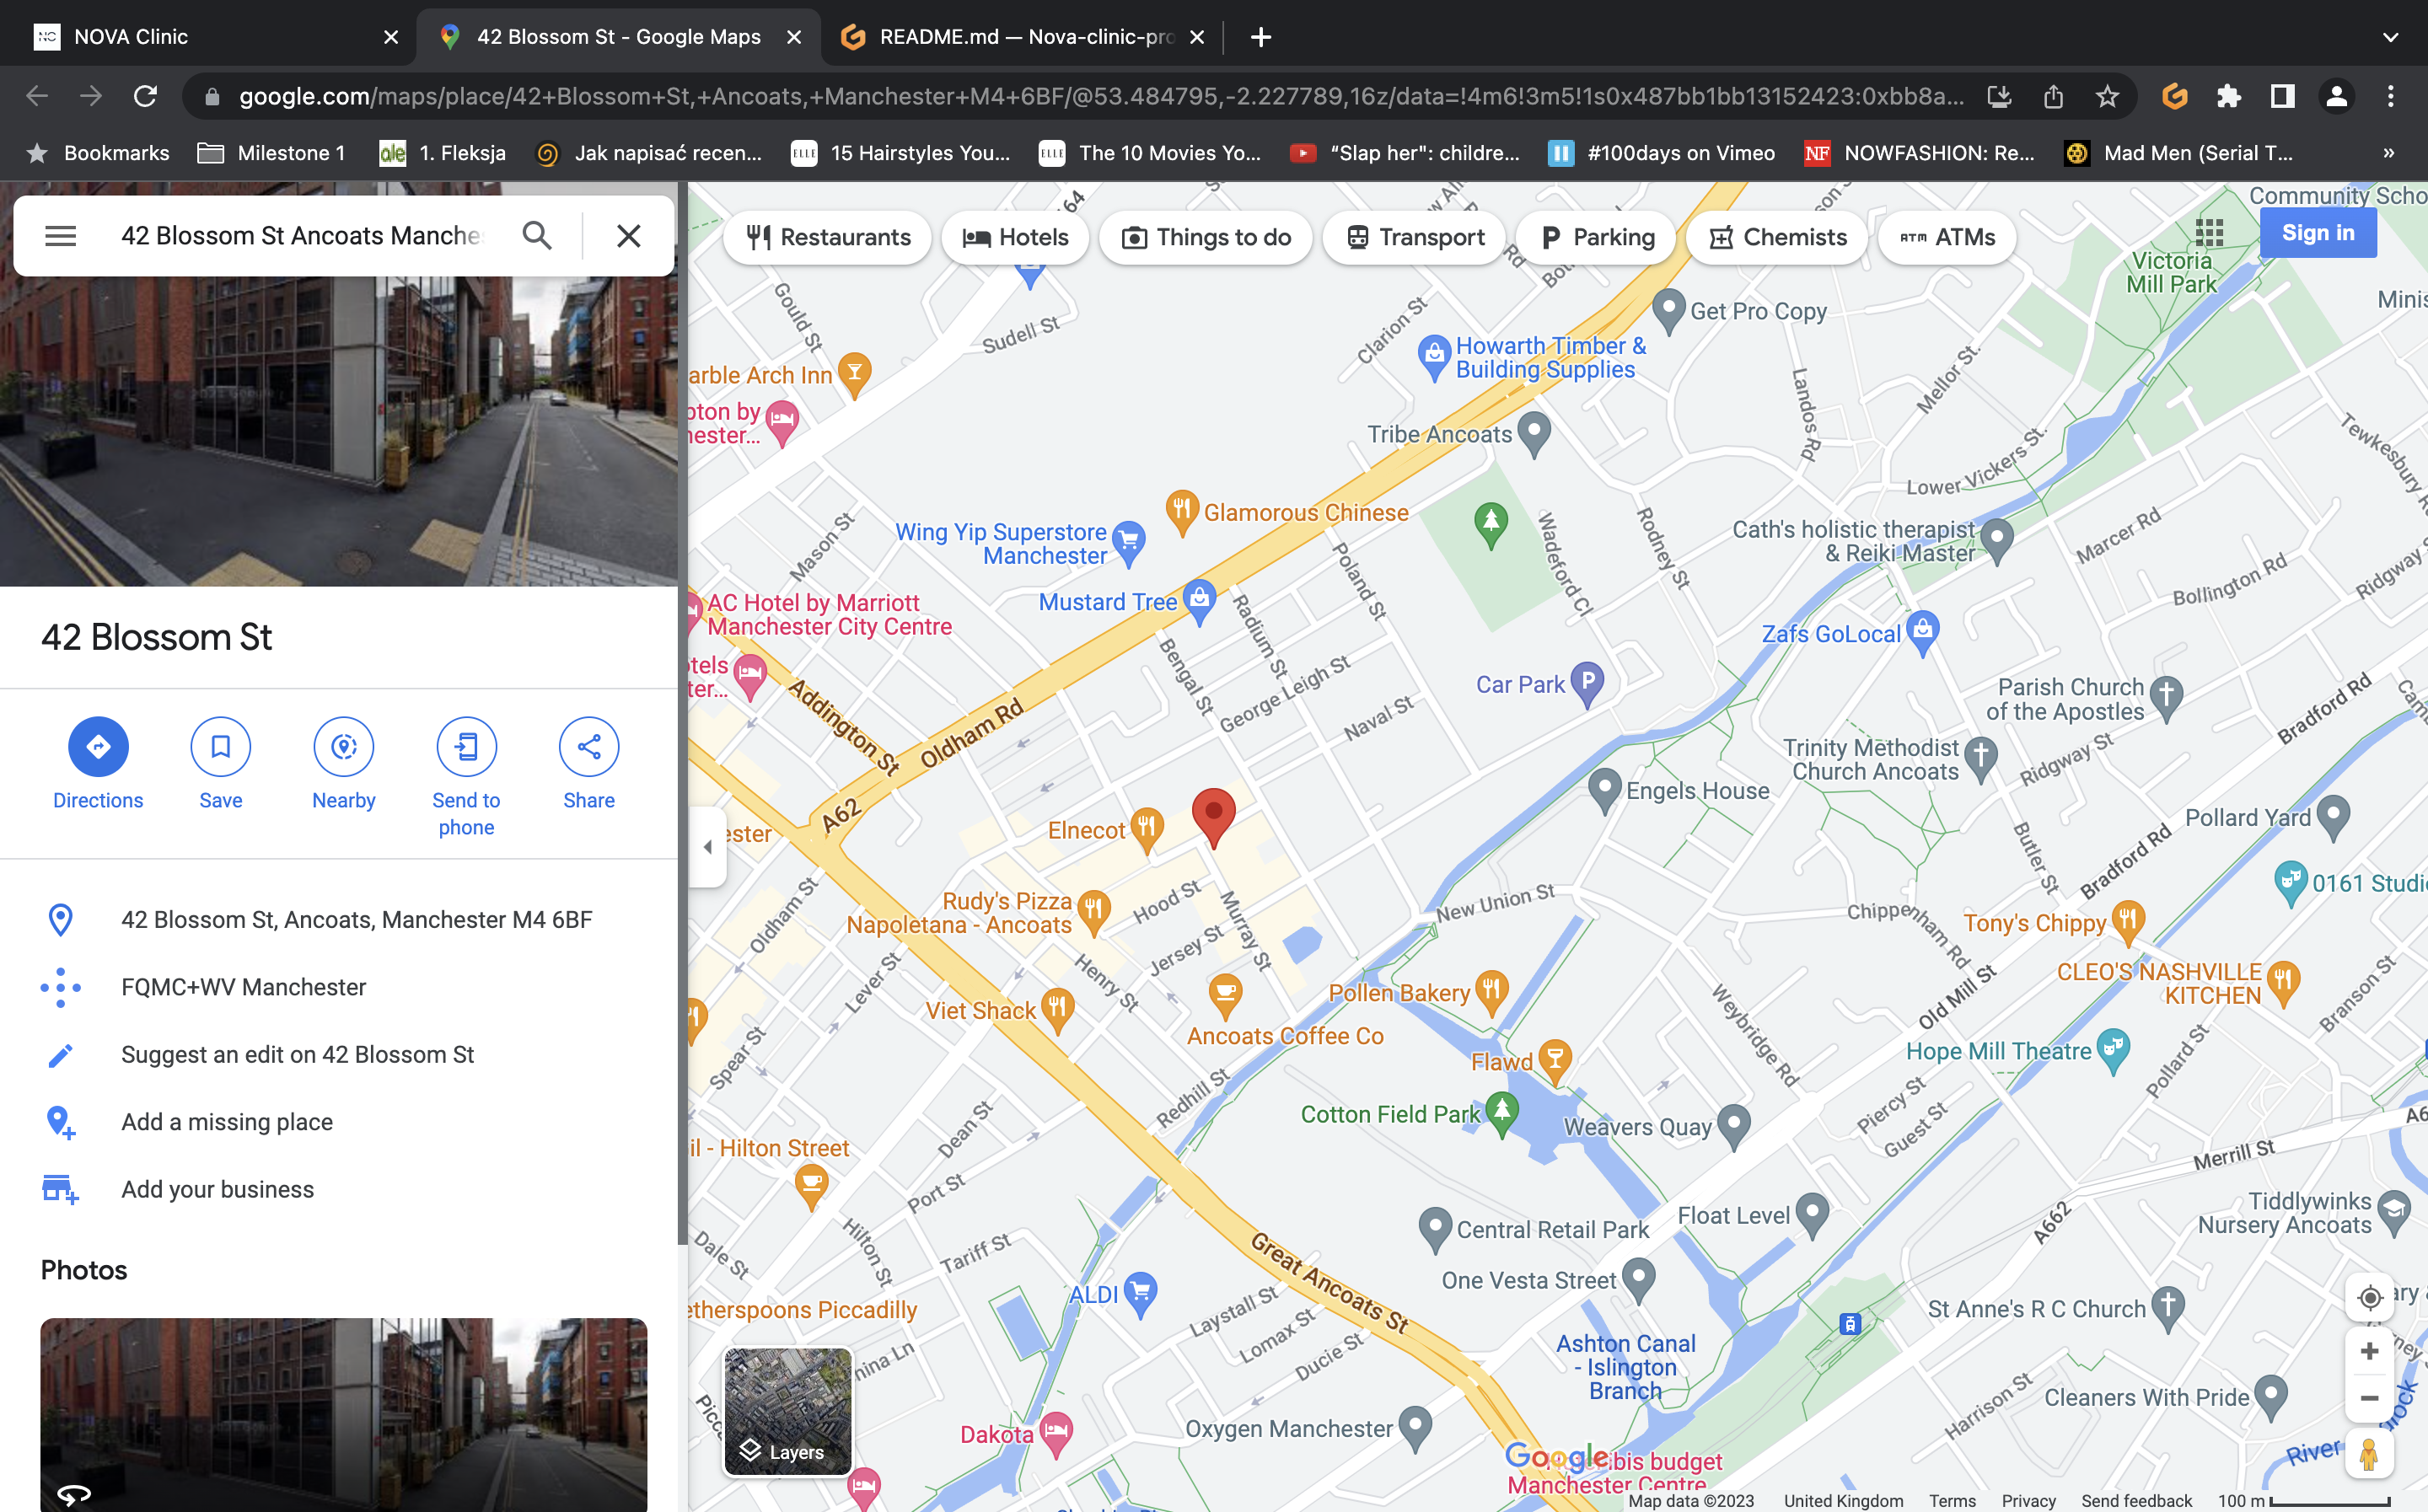 NOVA Clinic
42 Blossom St - Google Maps
README.md — Nova-clinic-pro
google.com/maps/place/42+Blossom+St,+Ancoats,+Manchester+M4+6BF/@53.484795,-2.227789,16z/data=!4m6!3m5!1s0x487bb1bb13152423:0xbb8a...
Bookmarks
Milestone 1
ale
1. Fleksja
Jak napisać recen...
ELLE
15 Hairstyles You...
ELLE
The 10 Movies Yo...
“Slap her": childre...
#100days on Vimeo
NF
NOWFASHION: Re...
Mad Men (Serial T...
»
42 Blossom St Ancoats Manche
Restaurants
Hotels
Things to do
Transport
Parking
Chemists
ATM ATMs
Sign in
42 Blossom St
Directions
Save
Nearby
Send to
phone
Share
42 Blossom St, Ancoats, Manchester M4 6BF
FQMC+WV Manchester
Suggest an edit on 42 Blossom St
Add a missing place
Add your business
Photos
Community Scho
Victoria
Mill Park
Minis
64
Gould St
Sudell St
Clarion St
Get Pro Copy
Howarth Timber &
Building Supplies
Landos Rd
Mellor St.
arble Arch Inn
pton by
hester...
Tribe Ancoats
Lower Vickers St.
Tewkesbury R
Glamorous Chinese
Wing Yip Superstore
Manchester
Mason St
Poland St
Wadeford Cl
Rodney St
Cath's holistic therapist
& Reiki Master
Marcer Rd
Bollington Rd
Ridgway S
AC Hotel by Marriott
Manchester City Centre
Mustard Tree
Radium St
Bengal St
George Leigh St
Naval St
Zafs GoLocal
otels
ter...
Car Park
P
Parish Church
of the Apostles
Bradford Rd
Addington St
Oldham Rd
Trinity Methodist
Church Ancoats
Ridgway St
A62
Engels House
Elnecot
Pollard Yard
Butler St
Bradford Rd
ester
0161 Studi
Rudy's Pizza
Napoletana - Ancoats
Hood St
Murray St
New Union St
Chippenham Rd
Tony's Chippy
Oldham St
Jersey St
Henry St
Lever St
CLEO'S NASHVILLE
KITCHEN
Old Mill St
Branson St
Viet Shack
Pollen Bakery
Weybridge Rd
Ancoats Coffee Co
Spear St
Flawd
Hope Mill Theatre
Pollard St
Redhill St
Cotton Field Park
Weavers Quay
Piercy St
Guest St
A6
Dean St
il - Hilton Street
Port St
Merrill St
Tiddlywinks
Nursery Ancoats
Hilton St
Central Retail Park
Float Level
A662
Dale St
Tariff St
Great Ancoats St
One Vesta Street
ALDI
etherspoons Piccadilly
Laystall St
Lomax St
Ducie St
St Anne's R C Church
Ashton Canal
- Islington
Branch
Harrison St
Cleaners With Pride
Dakota
Oxygen Manchester
Layers
Google
ibis budget
Manchester Centre
River
Map data ©2023
United Kingdom
Terms
Privacy
Send feedback
100 m